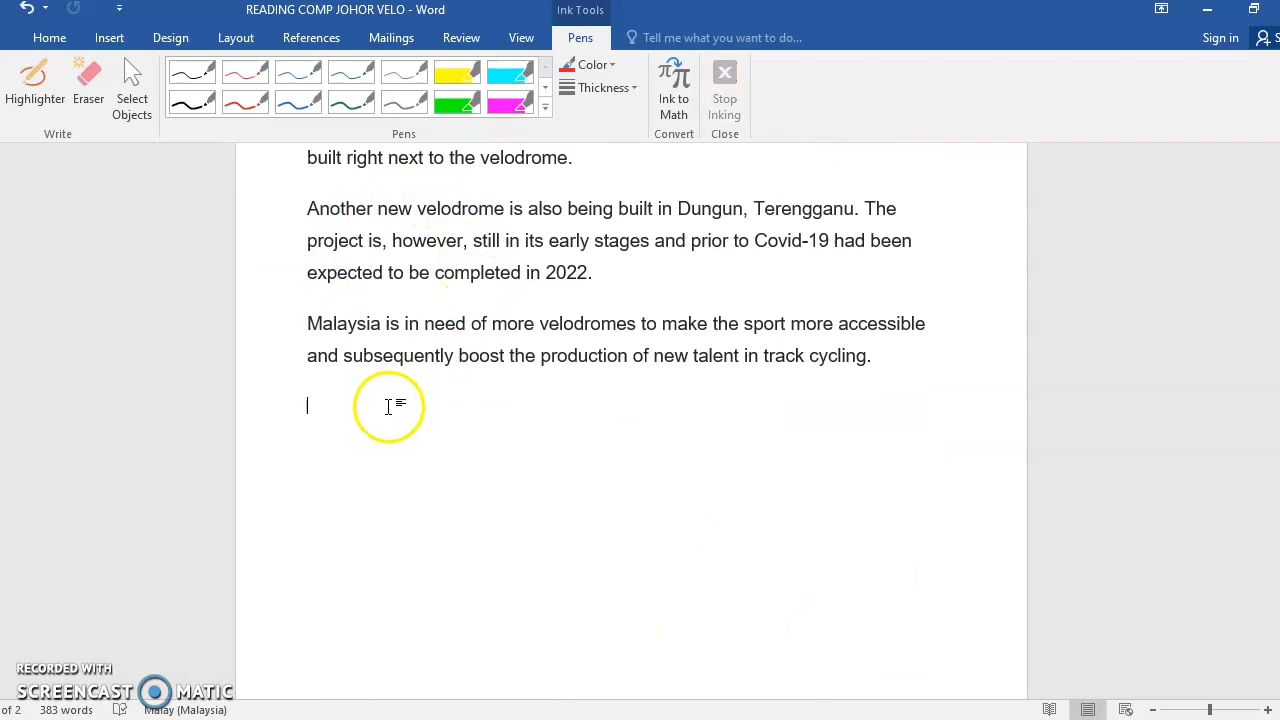 READING COMP JOHOR VELO - Word
Ink Tools
Home Insert Design Layout References Mailings Review View Pens Tell me what you want to do... Sign in
Highlighter Eraser Select Objects
Color
Thickness
Ink to Math
Stop Inking
Write Pens Convert Close
built right next to the velodrome.
Another new velodrome is also being built in Dungun, Terengganu. The
project is, however, still in its early stages and prior to Covid-19 had been
expected to be completed in 2022.
Malaysia is in need of more velodromes to make the sport more accessible
and subsequently boost the production of new talent in track cycling.
RECORDED WITH
SCREENCAST MATIC
of 2 383 words Malay (Malaysia)